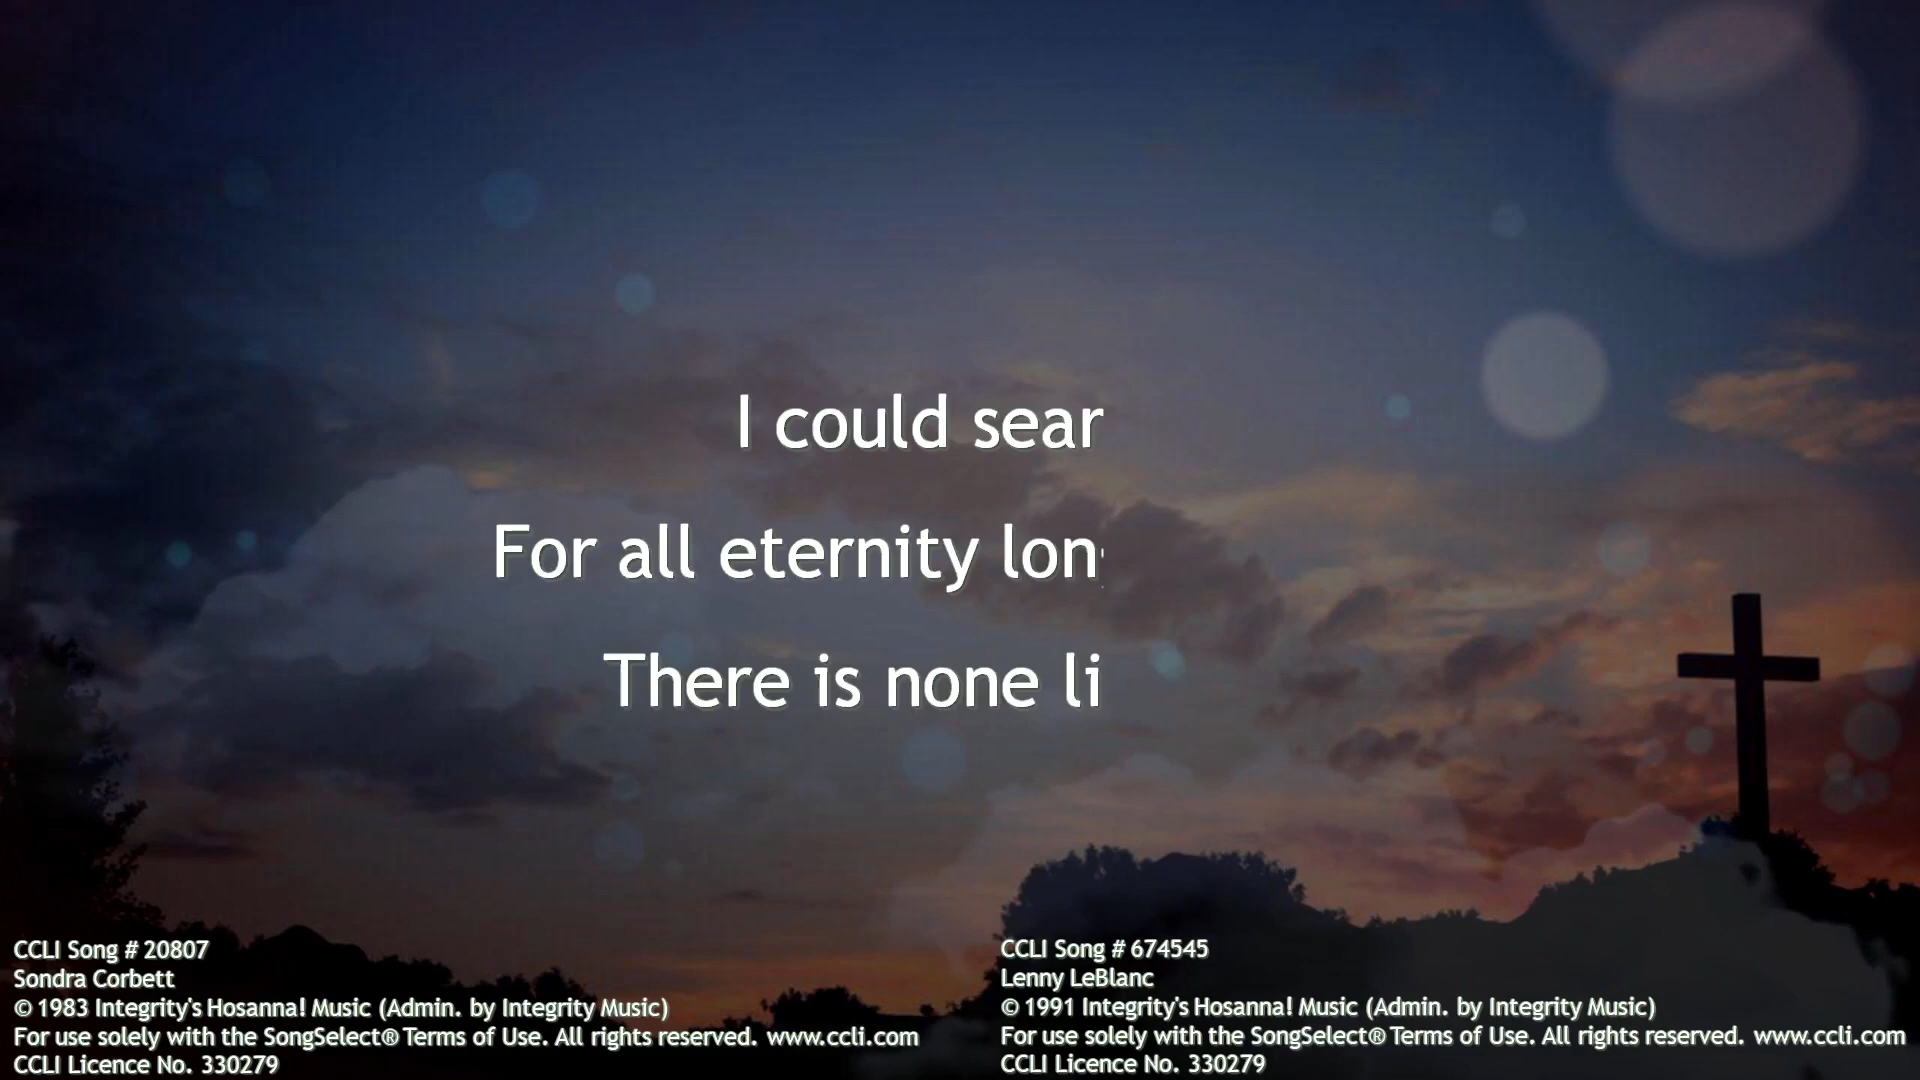 I could sear
For all eternity lon
There is none li
CCLI Song # 20807
Sondra Corbett
© 1983 Integrity's Hosanna! Music (Admin. by Integrity Music)
For use solely with the SongSelect® Terms of Use. All rights reserved. www.ccli.com
CCLI Licence No. 330279
CCLI Song # 674545
Lenny LeBlanc
© 1991 Integrity's Hosanna! Music (Admin. by Integrity Music)
For use solely with the SongSelect® Terms of Use. All rights reserved. www.ccli.com
CCLI Licence No. 330279